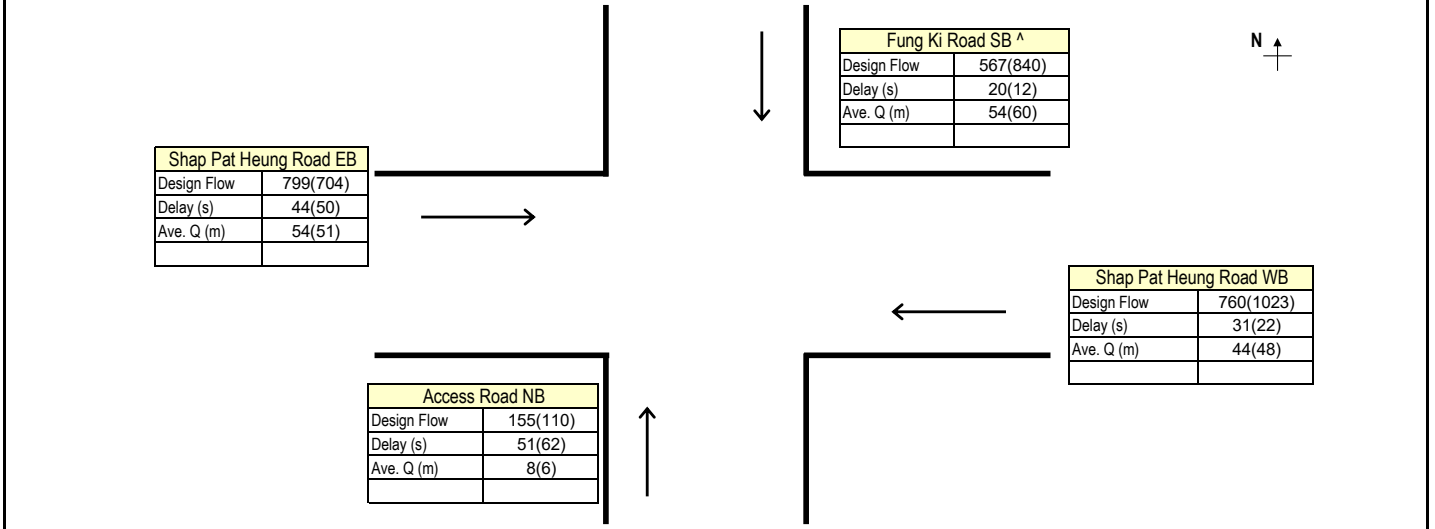 Fung Ki Road SB ^
Design Flow 567(840)
Delay (s) 20(12)
Ave. Q (m) 54(60)
N
Shap Pat Heung Road EB
Design Flow 799(704)
Delay (s) 44(50)
Ave. Q (m) 54(51)
Shap Pat Heung Road WB
Design Flow 760(1023)
Delay (s) 31(22)
Ave. Q (m) 44(48)
Access Road NB
Design Flow 155(110)
Delay (s) 51(62)
Ave. Q (m) 8(6)